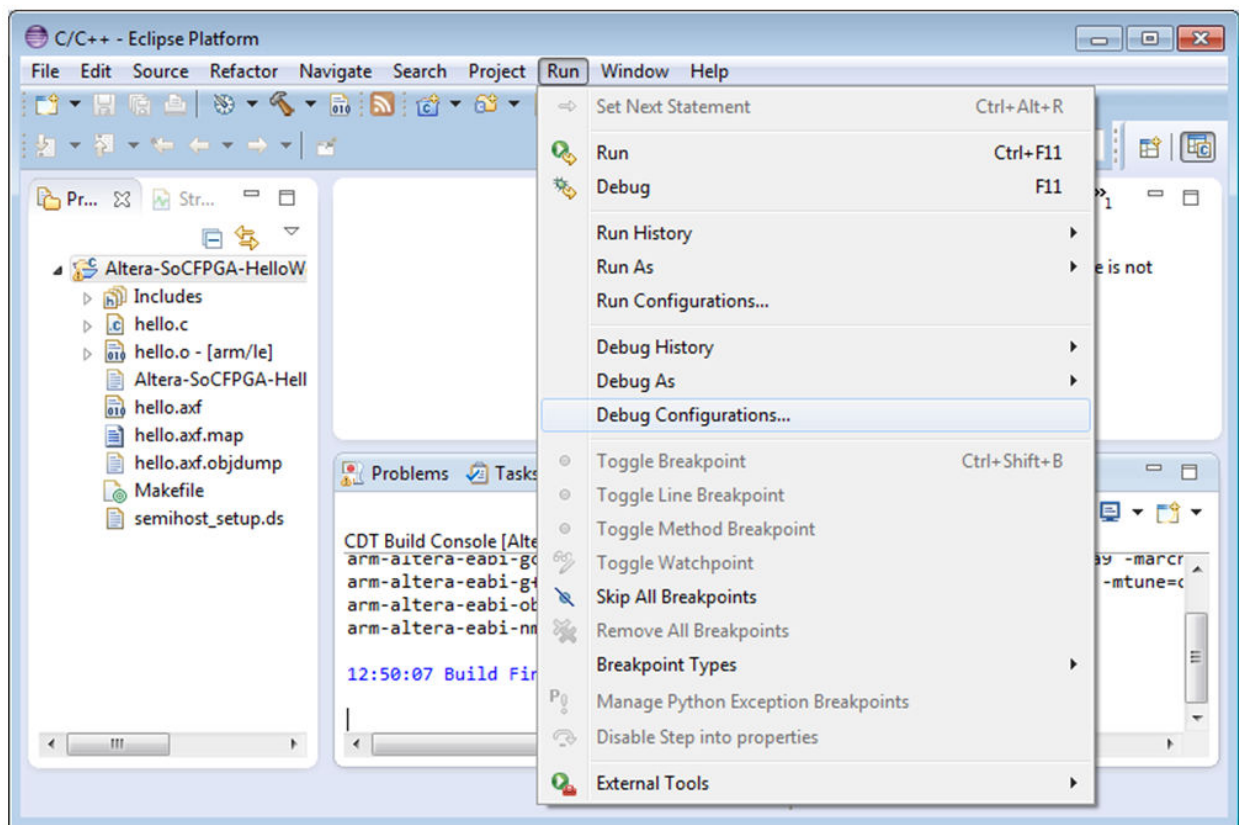 C/C++ - Eclipse Platform
File Edit Source Refactor Navigate Search Project Run Window Help
Set Next Statement Ctrl+Alt+R
Run Ctrl+F11
Debug F11
Run History
Run As
Run Configurations...
Debug History
Debug As
Debug Configurations...
Toggle Breakpoint Ctrl+Shift+B
Toggle Line Breakpoint
Toggle Method Breakpoint
Toggle Watchpoint
Skip All Breakpoints
Remove All Breakpoints
Breakpoint Types
Manage Python Exception Breakpoints
Disable Step into properties
External Tools
Pr... Str...
Altera-SoCFPGA-HelloW
Includes
hello.c
hello.o - [arm/le]
Altera-SoCFPGA-Hell
hello.axf
hello.axf.map
hello.axf.objdump
Makefile
semihost_setup.ds
e is not
Problems Tasks
CDT Build Console [Alte
arm-altera-eabi-gc a9 -marcr
arm-altera-eabi-g+ -mtune=c
arm-altera-eabi-ob
arm-altera-eabi-nm
12:50:07 Build Fin